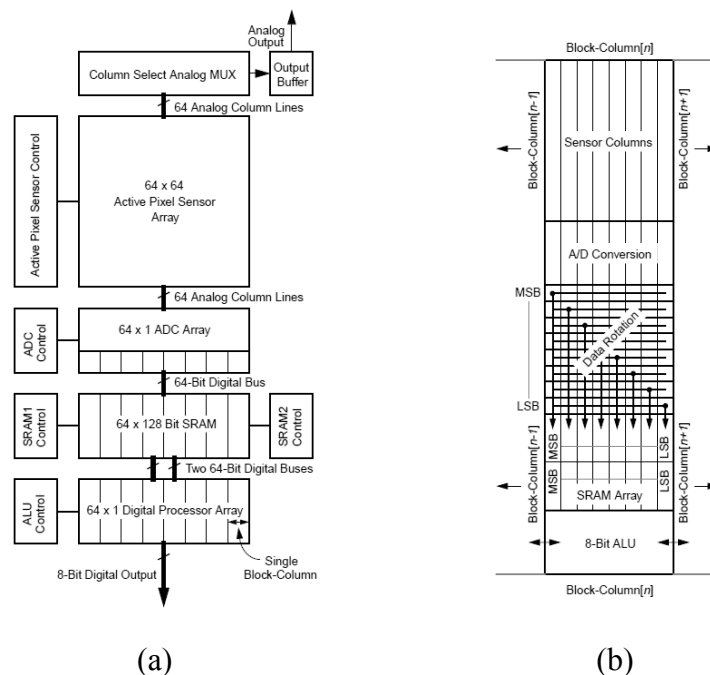 Analog
Output
Column Select Analog MUX
Output
Buffer
64 Analog Column Lines
Active Pixel Sensor Control
64 x 64
Active Pixel Sensor
Array
64 Analog Column Lines
ADC
Control
64 x 1 ADC Array
64-Bit Digital Bus
SRAM1
Control
64 x 128 Bit SRAM
SRAM2
Control
Two 64-Bit Digital Buses
ALU
Control
64 x 1 Digital Processor Array
8-Bit Digital Output
Single
Block-Column
(a)
Block-Column[n]
Block-Column[n-1]
Sensor Columns
Block-Column[n+1]
A/D Conversion
MSB
Data Rotation
LSB
Block-Column[n-1]
MSB
LSB
MSB
LSB
SRAM Array
Block-Column[n+1]
8-Bit ALU
Block-Column[n]
(b)